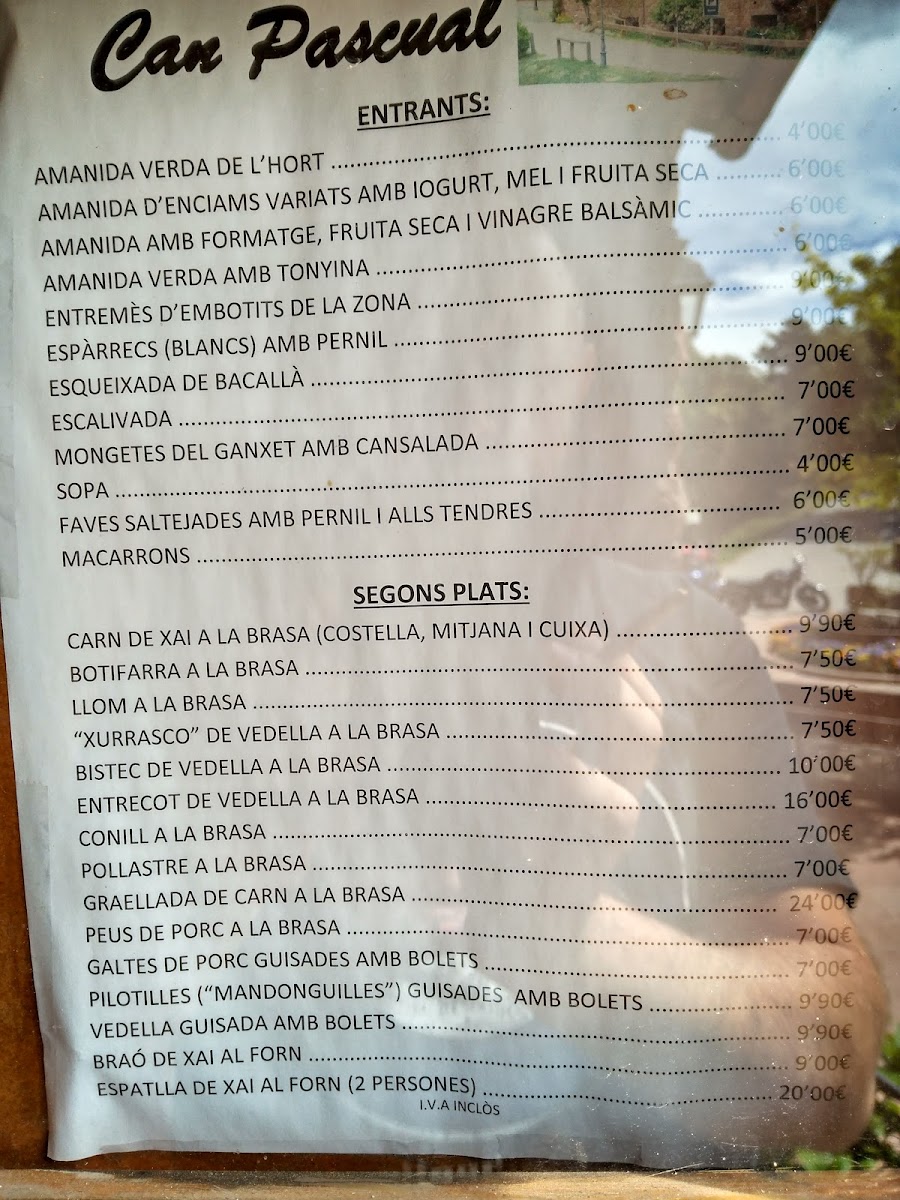 Can Pascual
ENTRANTS:
AMANIDA VERDA DE L'HORT ........ 4'00€
AMANIDA D'ENCIAMS VARIATS AMB IOGURT, MEL I FRUITA SECA ........ 6'00€
AMANIDA AMB FORMATGE, FRUITA SECA I VINAGRE BALSÀMIC ........ 6'00€
AMANIDA VERDA AMB TONYINA ........ 6'00€
ENTREMÈS D'EMBOTITS DE LA ZONA ........ 9'00€
ESPÀRRECS (BLANCS) AMB PERNIL ........ 9'00€
ESQUEIXADA DE BACALLÀ ........ 9'00€
ESCALIVADA ........ 7'00€
MONGETES DEL GANXET AMB CANSALADA ........ 7'00€
SOPA ........ 4'00€
FAVES SALTEJADES AMB PERNIL I ALLS TENDRES ........ 6'00€
MACARRONS ........ 5'00€
SEGONS PLATS:
CARN DE XAI A LA BRASA (COSTELLA, MITJANA I CUIXA) ........ 9'90€
BOTIFARRA A LA BRASA ........ 7'50€
LLOM A LA BRASA ........ 7'50€
“XURRASCO” DE VEDELLA A LA BRASA ........ 7'50€
BISTEC DE VEDELLA A LA BRASA ........ 10'00€
ENTRECOT DE VEDELLA A LA BRASA ........ 16'00€
CONILL A LA BRASA ........ 7'00€
POLLASTRE A LA BRASA ........ 7'00€
GRAELLADA DE CARN A LA BRASA ........ 24'00€
PEUS DE PORC A LA BRASA ........ 7'00€
GALTES DE PORC GUISADES AMB BOLETS ........ 7'00€
PILOTILLES (“MANDONGUILLES”) GUISADES AMB BOLETS ........ 9'90€
VEDELLA GUISADA AMB BOLETS ........ 9'90€
BRAÓ DE XAI AL FORN ........ 9'00€
ESPATLLA DE XAI AL FORN (2 PERSONES) ........ 20'00€
I.V.A INCLÒS